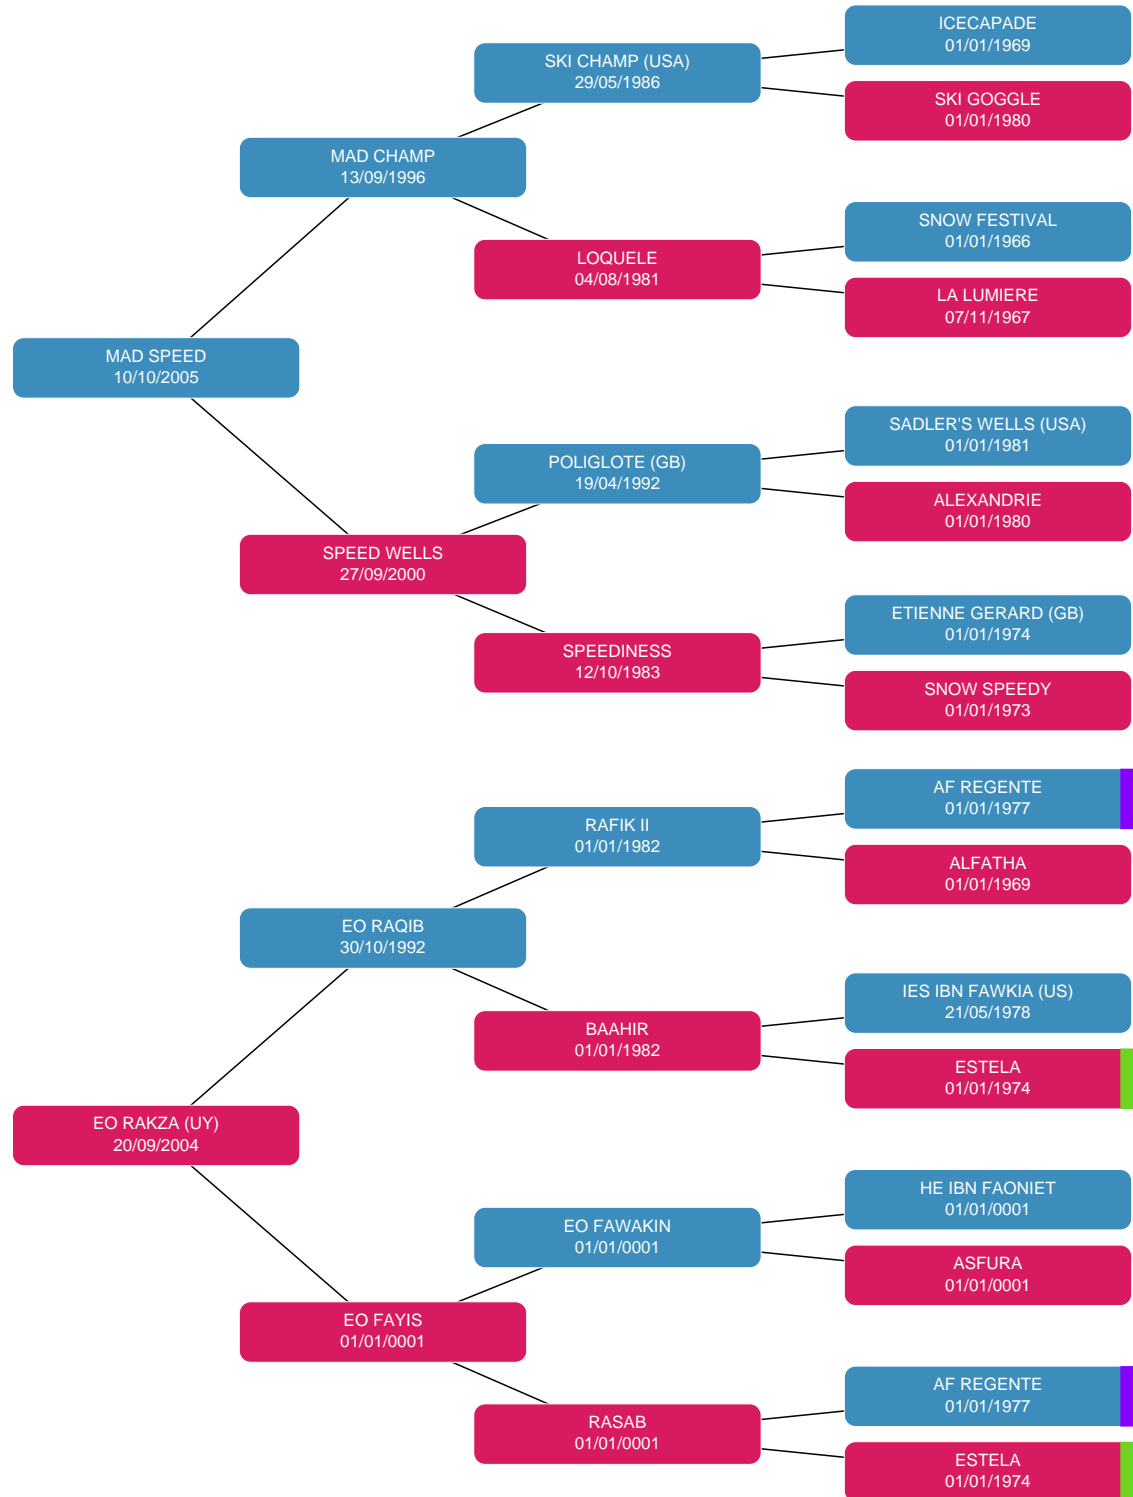 ICECAPADE
01/01/1969
SKI CHAMP (USA)
29/05/1986
SKI GOGGLE
01/01/1980
MAD CHAMP
13/09/1996
SNOW FESTIVAL
01/01/1966
LOQUELE
04/08/1981
LA LUMIERE
07/11/1967
MAD SPEED
10/10/2005
SADLER'S WELLS (USA)
01/01/1981
POLIGLOTE (GB)
19/04/1992
ALEXANDRIE
01/01/1980
SPEED WELLS
27/09/2000
ETIENNE GERARD (GB)
01/01/1974
SPEEDINESS
12/10/1983
SNOW SPEEDY
01/01/1973
AF REGENTE
01/01/1977
RAFIK II
01/01/1982
ALFATHA
01/01/1969
EO RAQIB
30/10/1992
IES IBN FAWKIA (US)
21/05/1978
BAAHIR
01/01/1982
ESTELA
01/01/1974
EO RAKZA (UY)
20/09/2004
HE IBN FAONIET
01/01/0001
EO FAWAKIN
01/01/0001
ASFURA
01/01/0001
EO FAYIS
01/01/0001
AF REGENTE
01/01/1977
RASAB
01/01/0001
ESTELA
01/01/1974